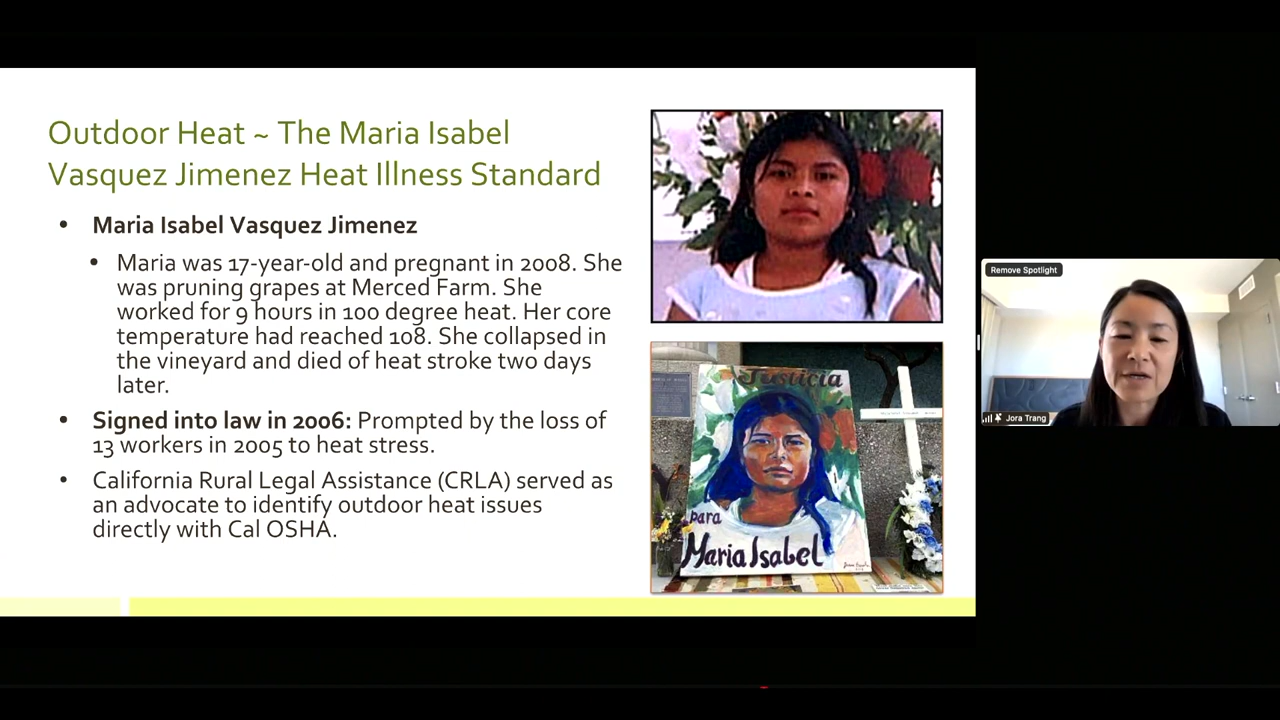 Outdoor Heat ~ The Maria Isabel
Vasquez Jimenez Heat Illness Standard
• Maria Isabel Vasquez Jimenez
• Maria was 17-year-old and pregnant in 2008. She
was pruning grapes at Merced Farm. She
worked for 9 hours in 100 degree heat. Her core
temperature had reached 108. She collapsed in
the vineyard and died of heat stroke two days
later.
• Signed into law in 2006: Prompted by the loss of
13 workers in 2005 to heat stress.
• California Rural Legal Assistance (CRLA) served as
an advocate to identify outdoor heat issues
directly with Cal OSHA.
Justicia
para
Maria Isabel
Remove Spotlight
Jora Trang